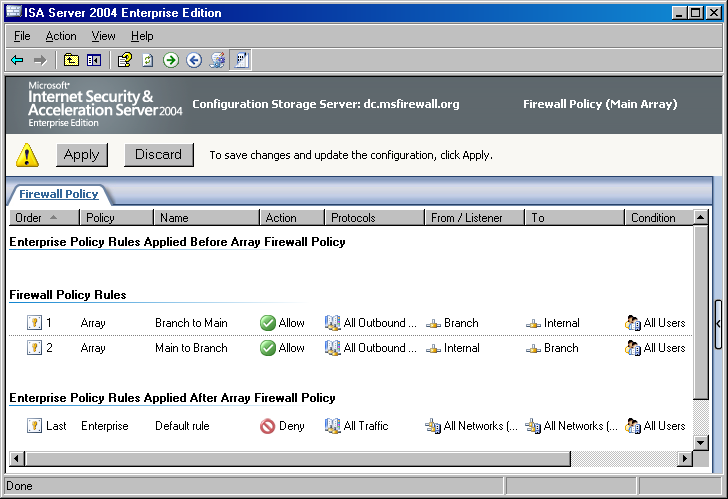 ISA Server 2004 Enterprise Edition
File Action View Help
Microsoft®
Internet Security &
Acceleration Server 2004
Enterprise Edition
Configuration Storage Server: dc.msfirewall.org
Firewall Policy (Main Array)
Apply Discard To save changes and update the configuration, click Apply.
Firewall Policy
Order Policy Name Action Protocols From / Listener To Condition
Enterprise Policy Rules Applied Before Array Firewall Policy
Firewall Policy Rules
1 Array Branch to Main Allow All Outbound ... Branch Internal All Users
2 Array Main to Branch Allow All Outbound ... Internal Branch All Users
Enterprise Policy Rules Applied After Array Firewall Policy
Last Enterprise Default rule Deny All Traffic All Networks (... All Networks (... All Users
Done